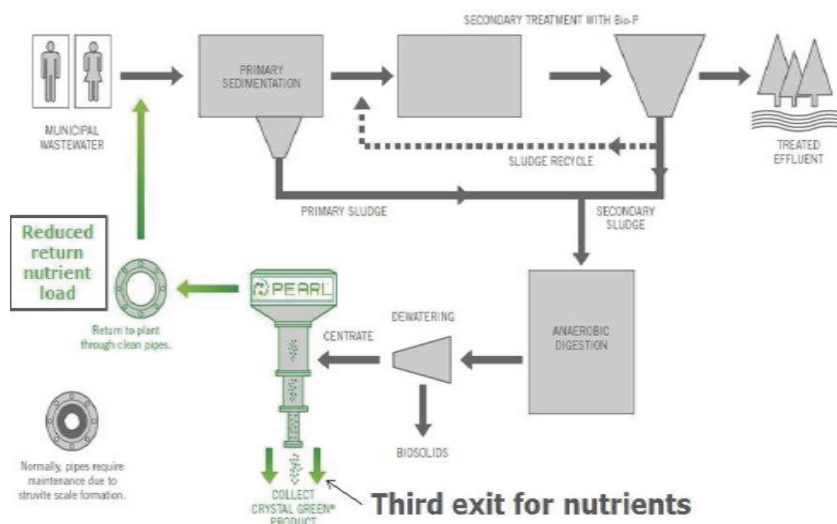 SECONDARY TREATMENT WITH Bio-P
PRIMARY
SEDIMENTATION
MUNICIPAL
WASTEWATER
TREATED
EFFLUENT
SLUDGE RECYCLE
PRIMARY SLUDGE
SECONDARY
SLUDGE
Reduced
return
nutrient
load
PEARL
Return to plant
through clean pipes.
CENTRATE
DEWATERING
ANAEROBIC
DIGESTION
BIOSOLIDS
Normally, pipes require
maintenance due to
struvite scale formation.
COLLECT
CRYSTAL GREEN®
PRODUCT
Third exit for nutrients